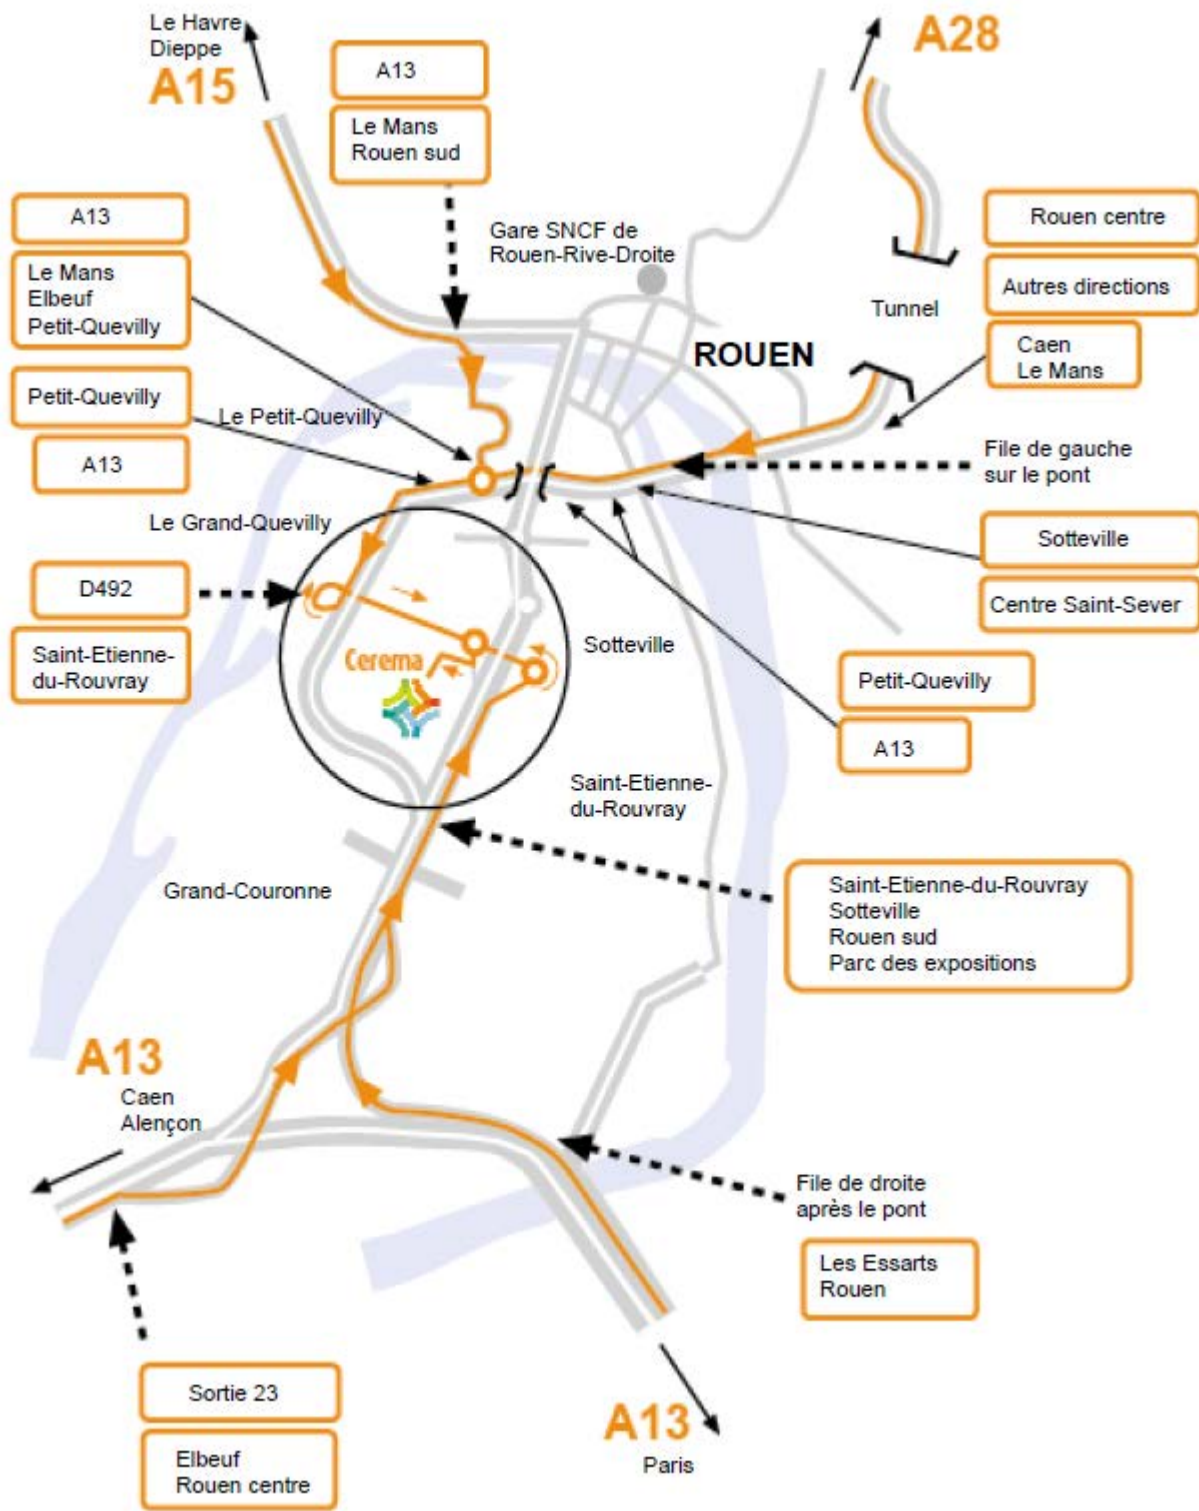 Le Havre
Dieppe
A15
A13
Le Mans
Rouen sud
A28
A13
Le Mans
Elbeuf
Petit-Quevilly
Petit-Quevilly
A13
Gare SNCF de
Rouen-Rive-Droite
Rouen centre
Autres directions
Caen
Le Mans
Tunnel
ROUEN
Le Petit-Quevilly
File de gauche
sur le pont
Le Grand-Quevilly
Sotteville
Centre Saint-Sever
D492
Saint-Etienne-
du-Rouvray
Cerema
Sotteville
Petit-Quevilly
A13
Saint-Etienne-
du-Rouvray
Grand-Couronne
Saint-Etienne-du-Rouvray
Sotteville
Rouen sud
Parc des expositions
A13
Caen
Alençon
File de droite
après le pont
Les Essarts
Rouen
Sortie 23
Elbeuf
Rouen centre
A13
Paris